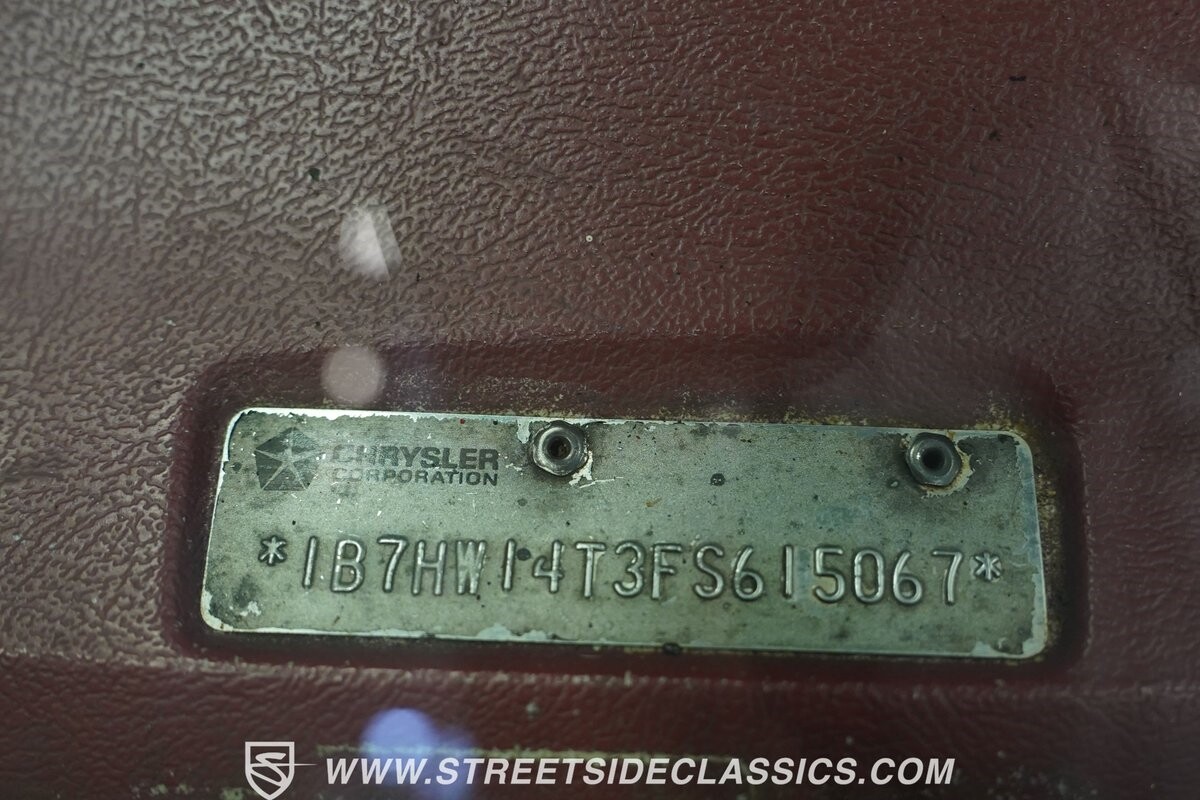 CHRYSLER
CORPORATION
*1B7HW14T3FS615067*
WWW.STREETSIDECLASSICS.COM